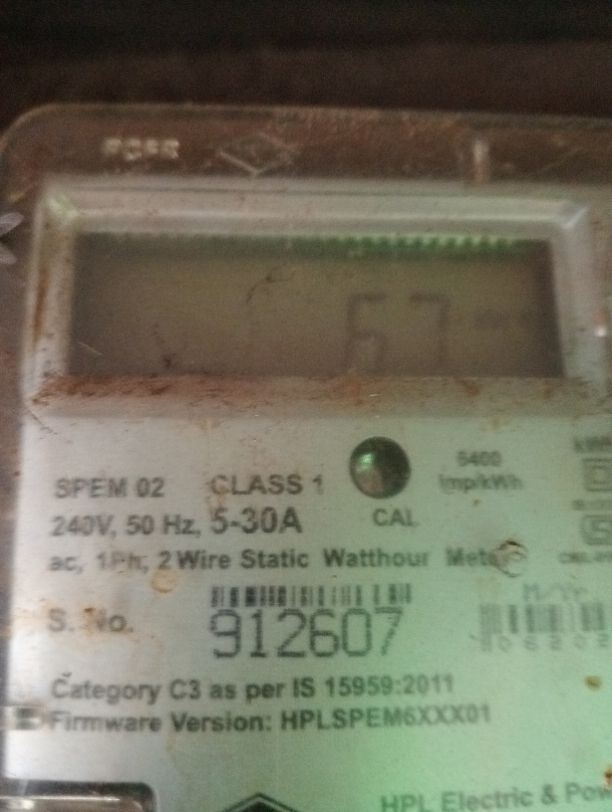 67
SPEM 02 CLASS 1
6400
imp/kWh
240V, 50 Hz, 5-30A
CAL
ac, 1Ph, 2 Wire Static Watthour Meter
S. No.
912607
Category C3 as per IS 15959:2011
Firmware Version: HPLSPEM6XXX01
HPL Electric & Pow